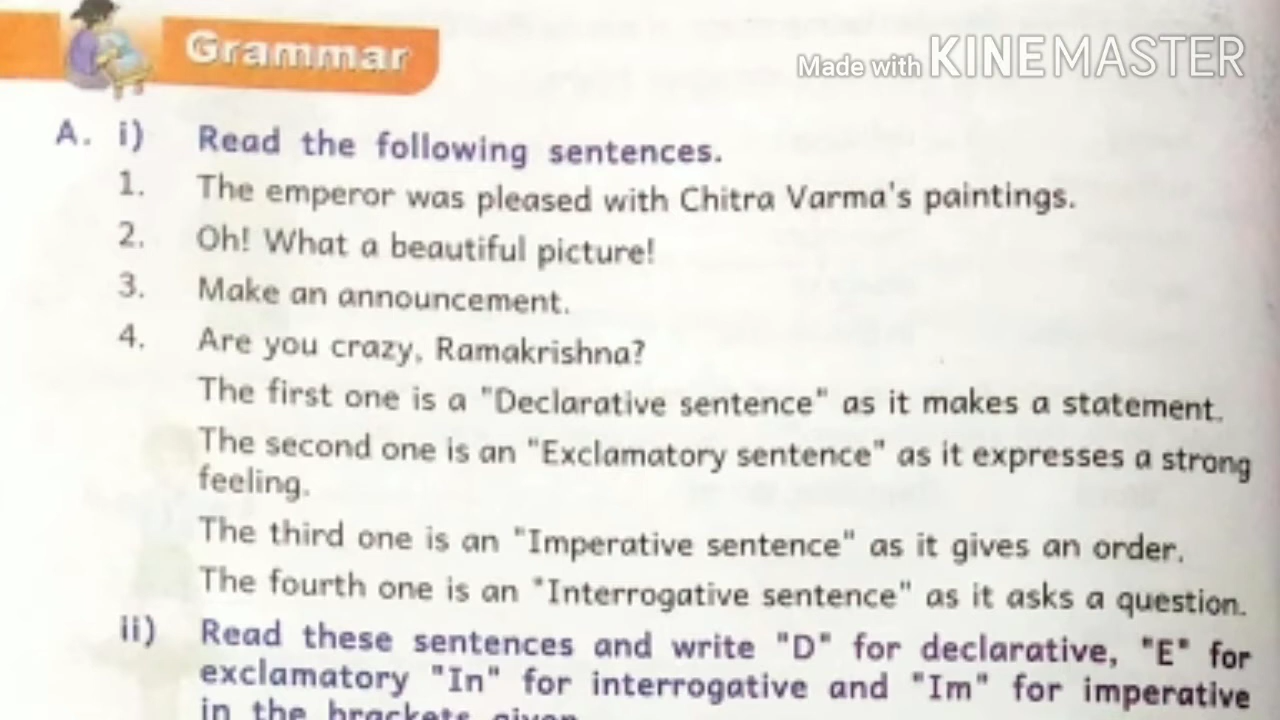 Grammar
Made with KINEMASTER
A. i) Read the following sentences.
1. The emperor was pleased with Chitra Varma's paintings.
2. Oh! What a beautiful picture!
3. Make an announcement.
4. Are you crazy, Ramakrishna?
The first one is a "Declarative sentence" as it makes a statement.
The second one is an "Exclamatory sentence" as it expresses a strong
feeling.
The third one is an "Imperative sentence" as it gives an order.
The fourth one is an "Interrogative sentence" as it asks a question.
ii) Read these sentences and write "D" for declarative, "E" for
exclamatory "In" for interrogative and "Im" for imperative
in the brackets given